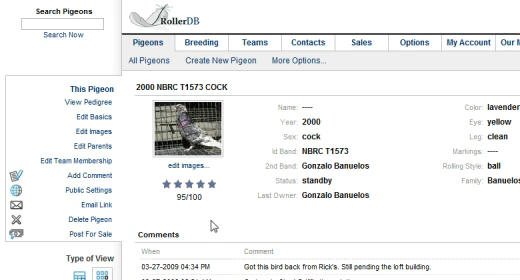 Search Pigeons
Search Now
RollerDB
Pigeons Breeding Teams Contacts Sales Options My Account Our
All Pigeons Create New Pigeon More Options...
This Pigeon
View Pedigree
Edit Basics
Edit Images
Edit Parents
Edit Team Membership
Add Comment
Public Settings
Email Link
Delete Pigeon
Post For Sale
Type of View
2000 NBRC T1573 COCK
edit images...
95/100
Name: ----
Year: 2000
Sex: cock
Id Band: NBRC T1573
2nd Band: Gonzalo Banuelos
Status: standby
Last Owner: Gonzalo Banuelos
Color: lavender
Eye: yellow
Leg: clean
Markings: ----
Rolling Style: ball
Family: Banuelos
Comments
When Comment
03-27-2009 04:34 PM Got this bird back from Rick's. Still pending the loft building.